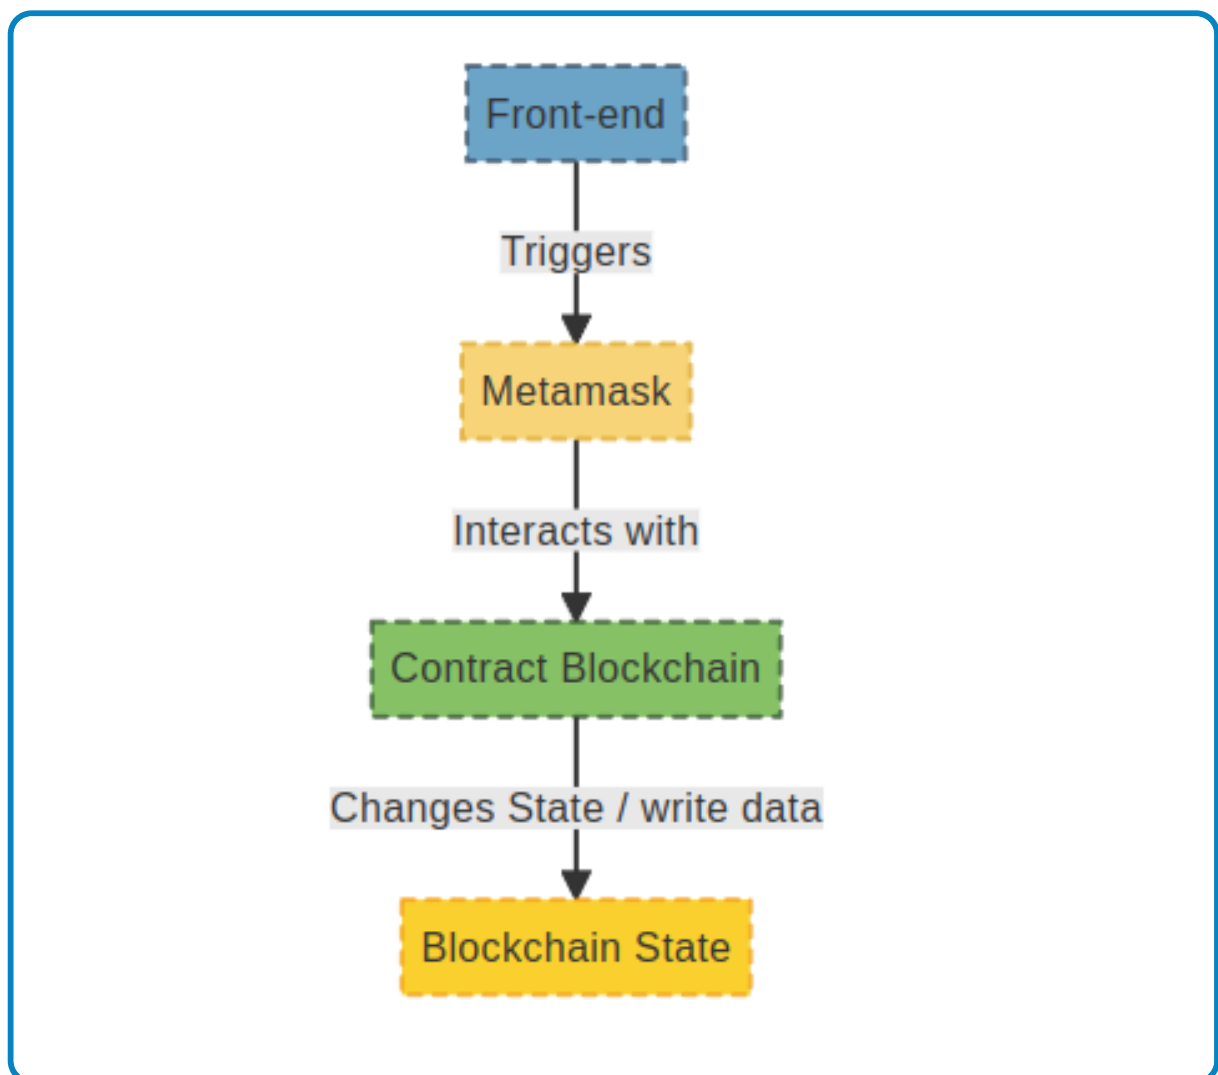 Front-end
Triggers
Metamask
Interacts with
Contract Blockchain
Changes State / write data
Blockchain State